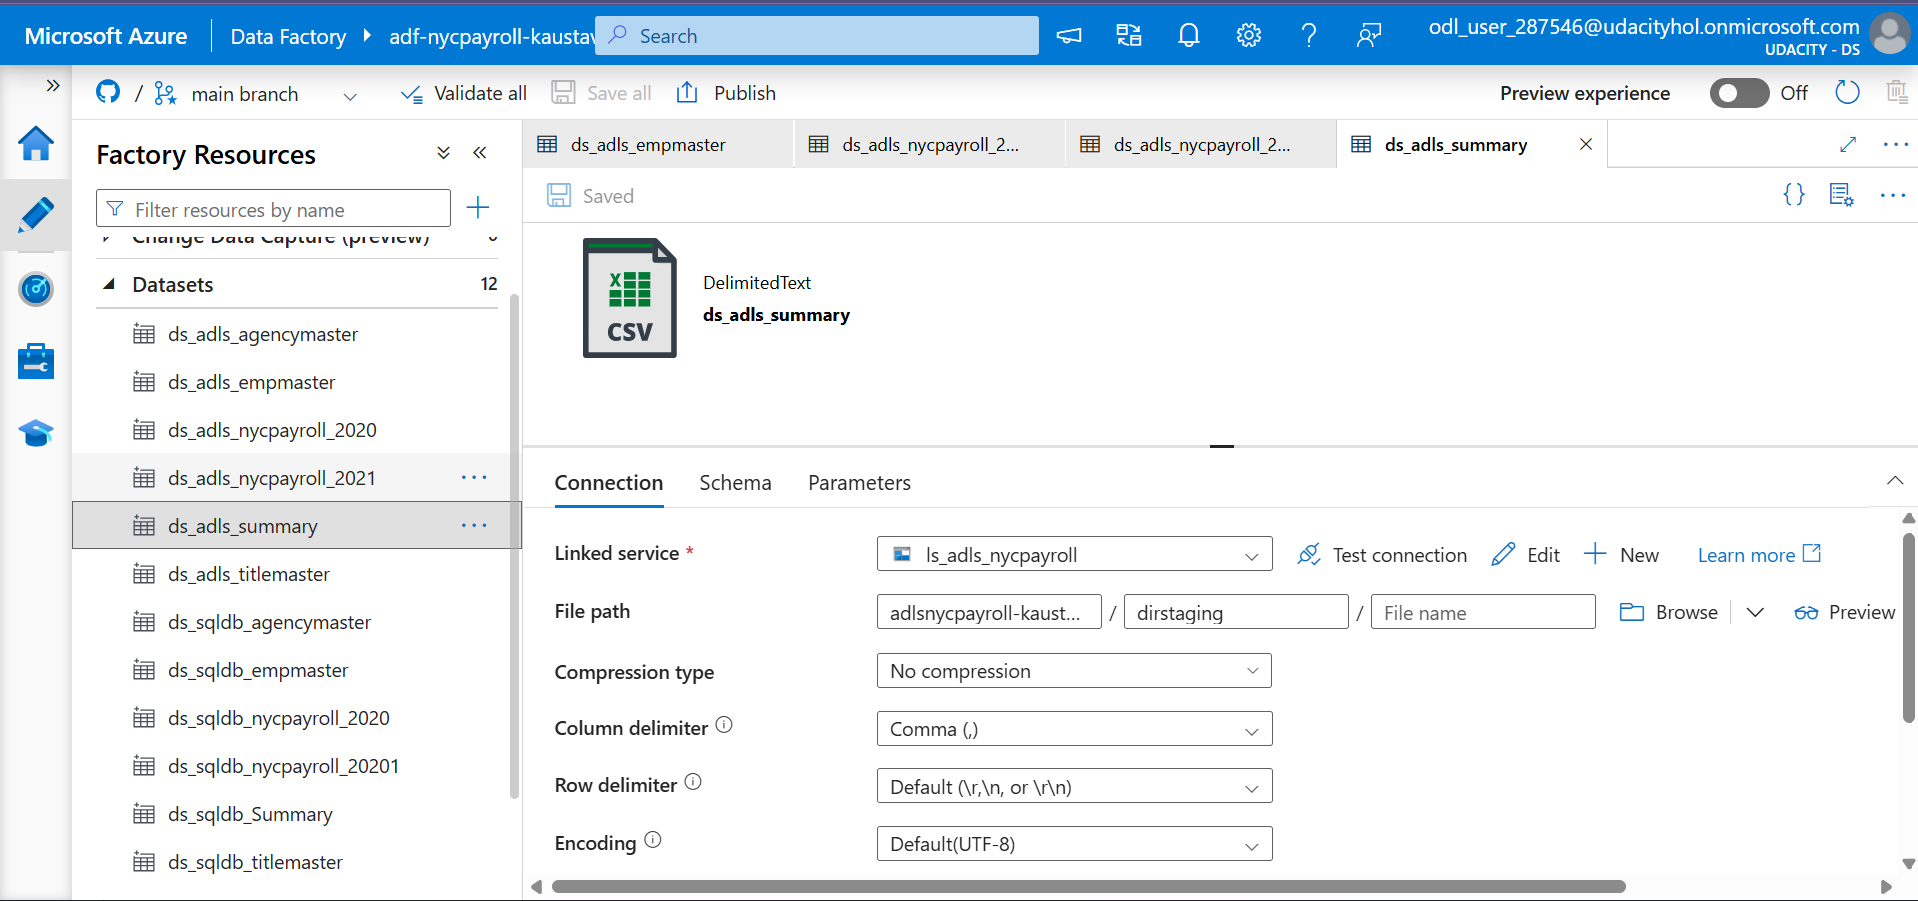 Microsoft Azure Data Factory adf-nycpayroll-kaustav Search odl_user_287546@udacityhol.onmicrosoft.com
UDACITY - DS
/ main branch Validate all Save all Publish Preview experience Off
Factory Resources
Filter resources by name
Change Data Capture (preview) 0
Datasets 12
ds_adls_agencymaster
ds_adls_empmaster
ds_adls_nycpayroll_2020
ds_adls_nycpayroll_2021 ...
ds_adls_summary ...
ds_adls_titlemaster
ds_sqldb_agencymaster
ds_sqldb_empmaster
ds_sqldb_nycpayroll_2020
ds_sqldb_nycpayroll_20201
ds_sqldb_Summary
ds_sqldb_titlemaster
ds_adls_empmaster ds_adls_nycpayroll_2... ds_adls_nycpayroll_2... ds_adls_summary
Saved {}
CSV
DelimitedText
ds_adls_summary
Connection Schema Parameters
Linked service * ls_adls_nycpayroll Test connection Edit New Learn more
File path adlsnycpayroll-kaust... / dirstaging / File name Browse Preview
Compression type No compression
Column delimiter Comma (,)
Row delimiter Default (\r,\n, or \r\n)
Encoding Default(UTF-8)